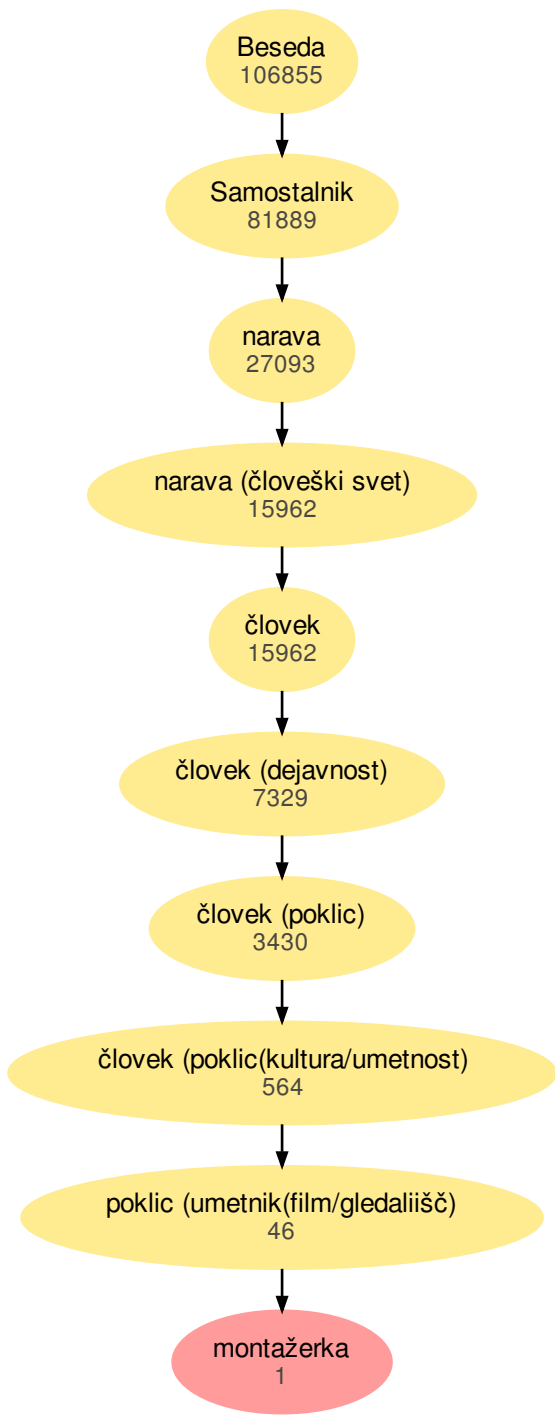 Beseda
106855
Samostalnik
81889
narava
27093
narava (človeški svet)
15962
človek
15962
človek (dejavnost)
7329
človek (poklic)
3430
človek (poklic(kultura/umetnost)
564
poklic (umetnik(film/gledaliišč)
46
montažerka
1